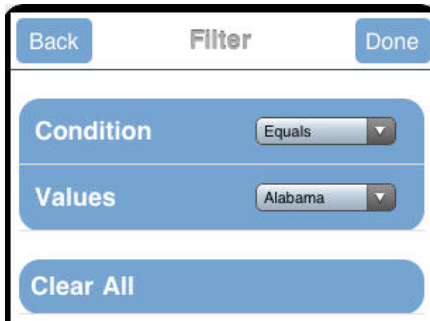 Back Filter Done
Condition Equals
Values Alabama
Clear All